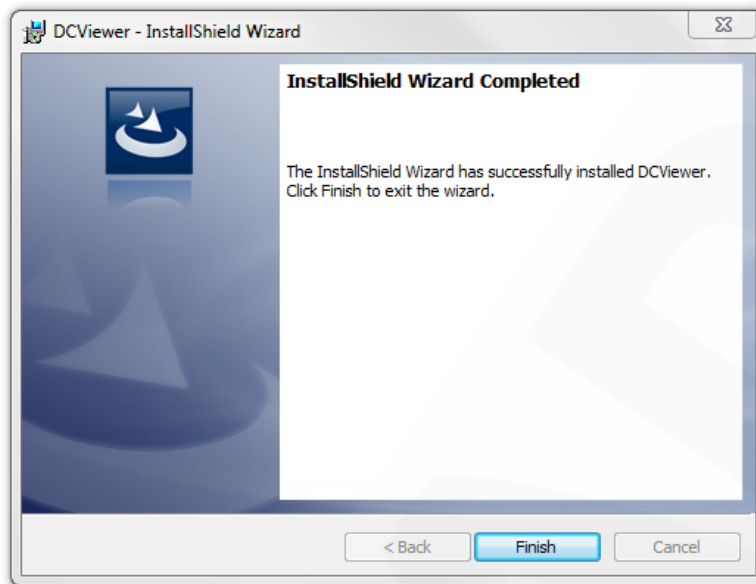 DCViewer - InstallShield Wizard
InstallShield Wizard Completed
The InstallShield Wizard has successfully installed DCViewer.
Click Finish to exit the wizard.
< Back
Finish
Cancel